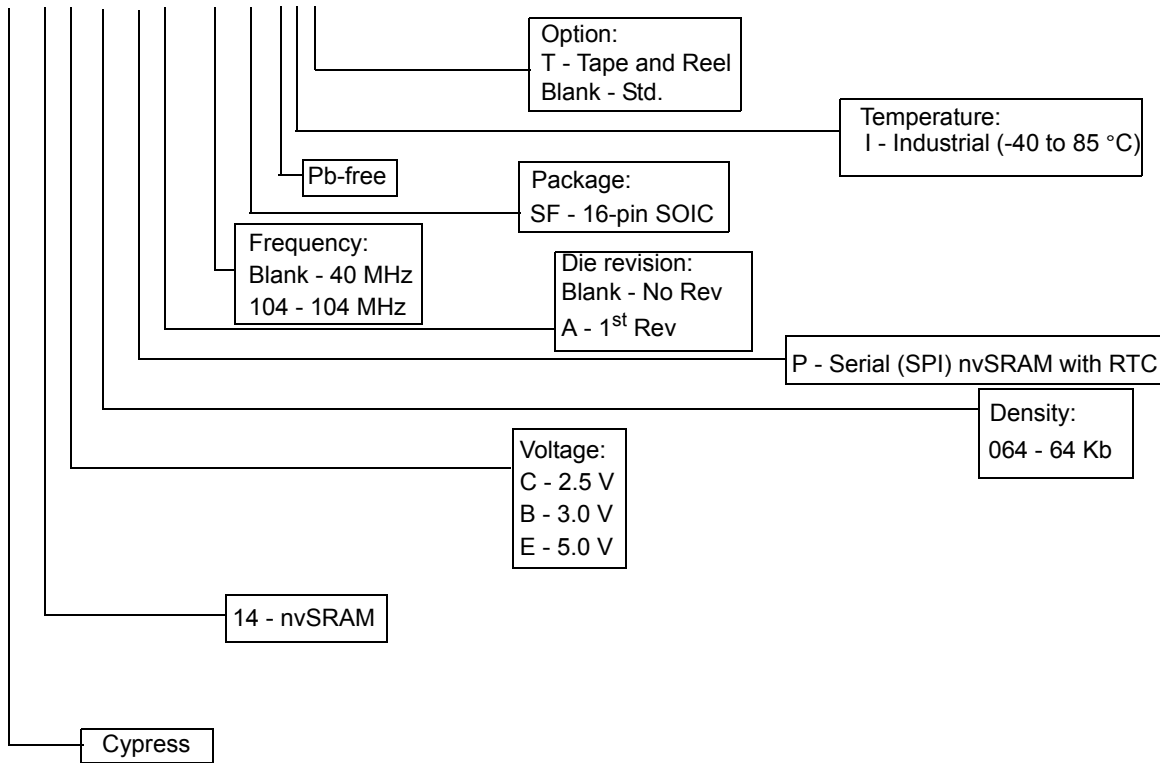 Option:
T - Tape and Reel
Blank - Std.
Temperature:
I - Industrial (-40 to 85 °C)
Pb-free
Package:
SF - 16-pin SOIC
Frequency:
Blank - 40 MHz
104 - 104 MHz
Die revision:
Blank - No Rev
A - 1st Rev
P - Serial (SPI) nvSRAM with RTC
Density:
064 - 64 Kb
Voltage:
C - 2.5 V
B - 3.0 V
E - 5.0 V
14 - nvSRAM
Cypress